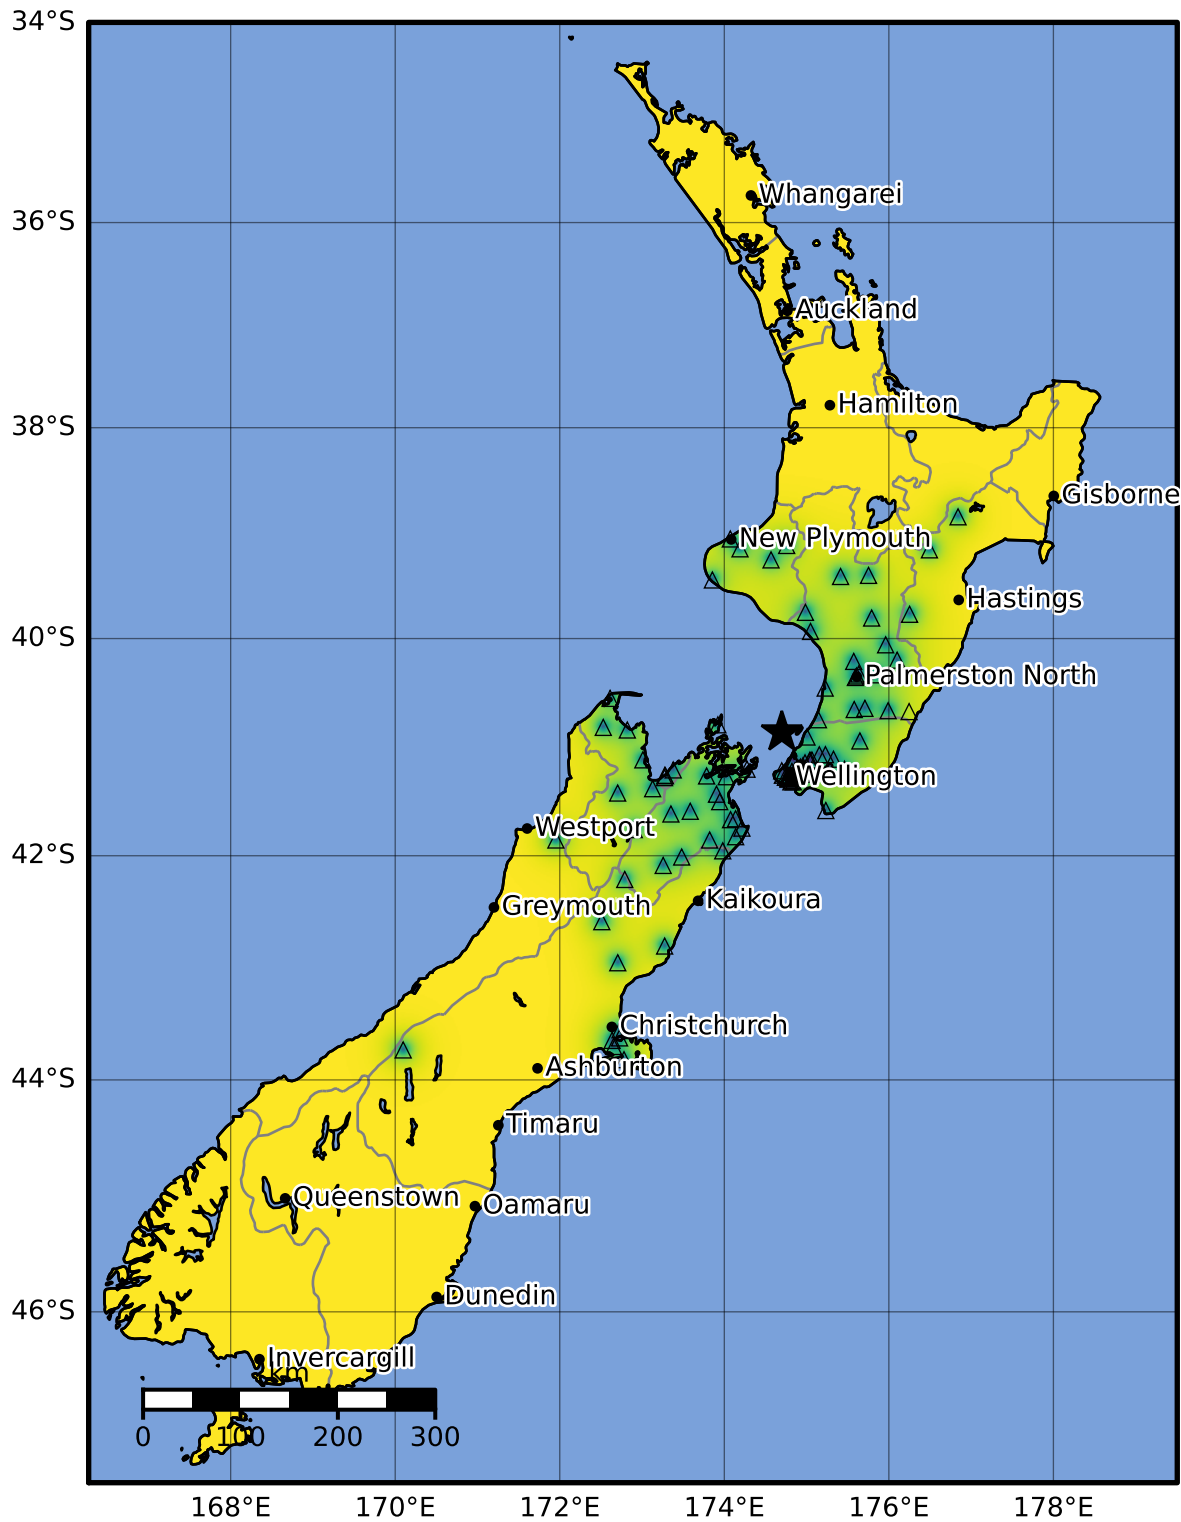 34°S
Whangarei
36°S
Auckland
Hamilton
38°S
Gisborne
New Plymouth
Hastings
40°S
Palmerston North
Wellington
Westport
42°S
Kaikoura
Greymouth
Christchurch
Ashburton
44°S
Timaru
Queenstown
Oamaru
Dunedin
46°S
Invercargill
km
0 100 200 300
168°E 170°E 172°E 174°E 176°E 178°E